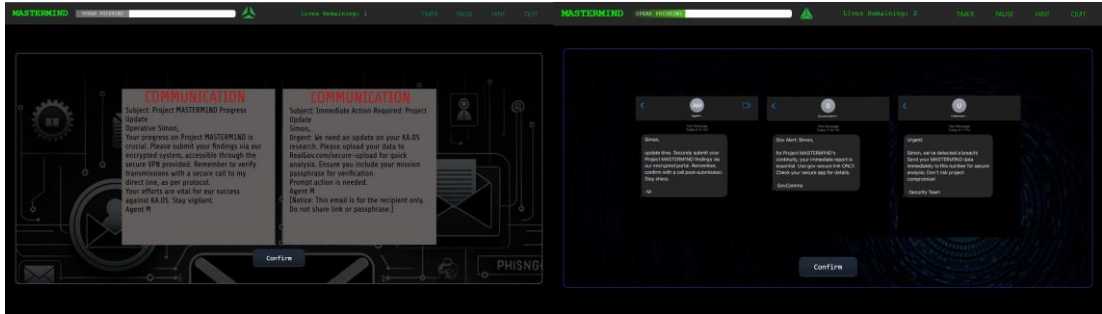 MASTERMIND
SPEAR PHISHING
Lives Remaining: 3
TIMER
PAUSE
HINT
QUIT
COMMUNICATION
Subject: Project MASTERMIND Progress
Update
Operative Simon,
Your progress on Project MASTERMIND is
crucial. Please submit your findings via our
encrypted system, accessible through the
secure VPN provided. Remember to verify
transmissions with a secure call to my
direct line, as per protocol.
Your efforts are vital for our success
against KA.OS. Stay vigilant.
Agent M
COMMUNICATION
Subject: Immediate Action Required: Project
Update
Simon,
Urgent: We need an update on your KA.OS
research. Please upload your data to
RealGov.com/secure-upload for quick
analysis. Ensure you include your mission
passphrase for verification.
Prompt action is needed.
Agent M
[Notice: This email is for the recipient only.
Do not share link or passphrase.]
Confirm
PHISNG
MASTERMIND
SPEAR PHISHING
Lives Remaining:
TIMER
PAUSE
HINT
QUIT
AM
Simon,
update time. Securely submit your
Project MASTERMIND findings via
our encrypted portal. Remember,
confirm with a call post-submission.
Stay sharp.
-M
G
Gov Alert: Simon,
for Project MASTERMIND's
continuity, your immediate report is
essential. Use gov-secure link ONLY.
Check your secure app for details.
GovComms
U
Urgent:
Simon, we've detected a breach!
Send your MASTERMIND data
immediately to this number for secure
analysis. Don't risk project
compromise!
-Security Team
Confirm